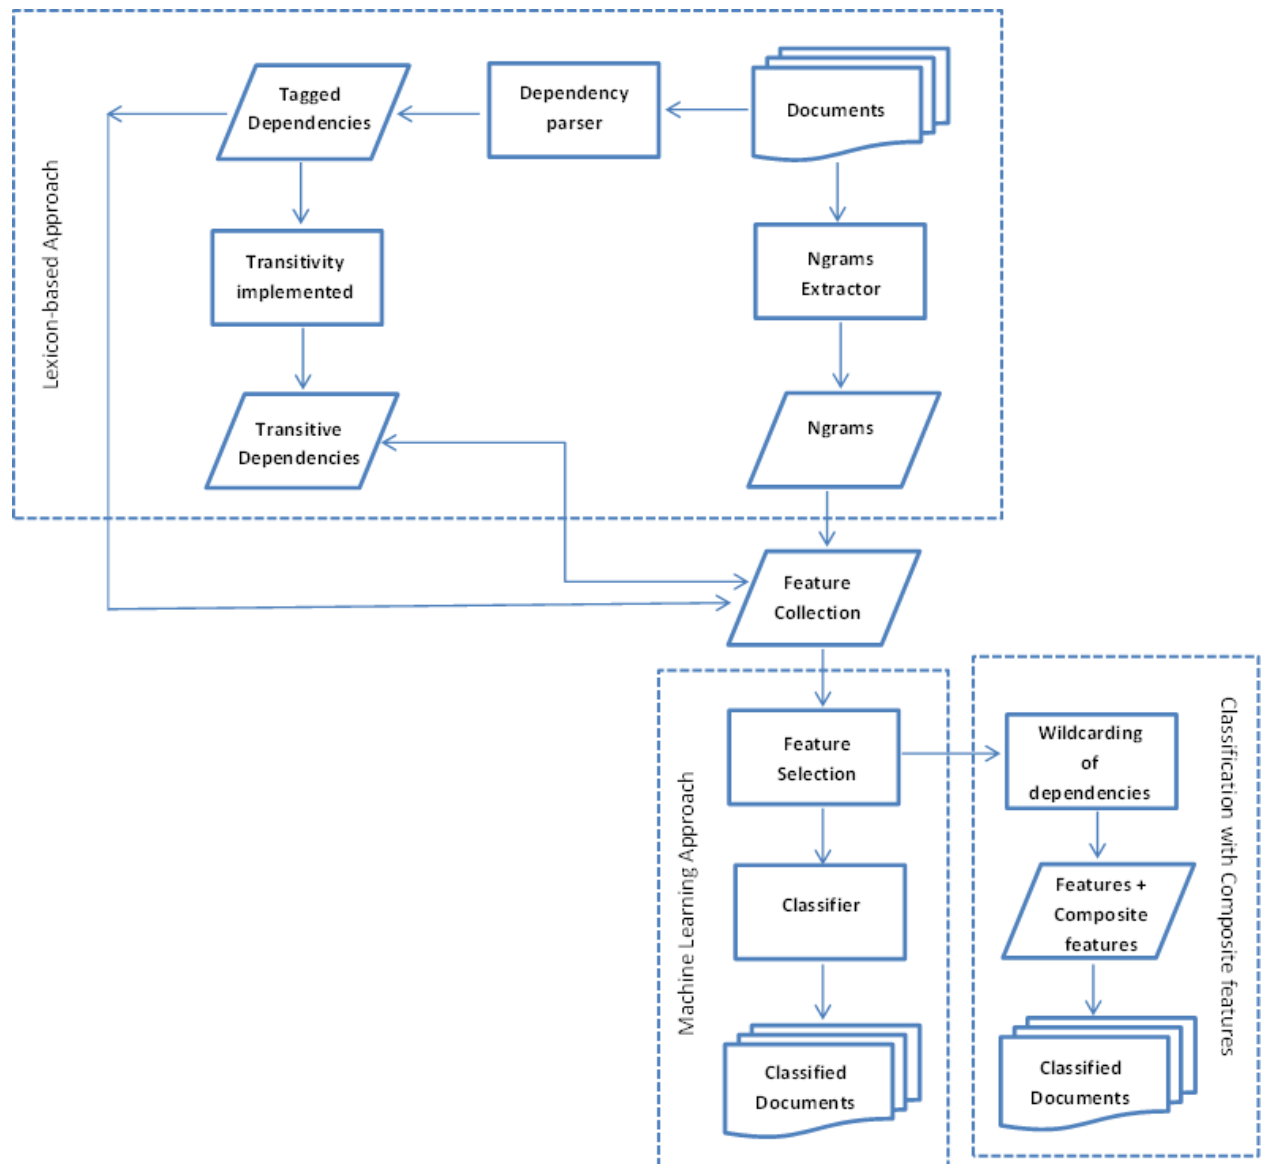 Lexicon-based Approach
Tagged
Dependencies
Dependency
parser
Documents
Transitivity
implemented
Ngrams
Extractor
Transitive
Dependencies
Ngrams
Feature
Collection
Machine Learning Approach
Feature
Selection
Classifier
Classified
Documents
Wildcarding
of
dependencies
Features +
Composite
features
Classified
Documents
Classification with Composite features